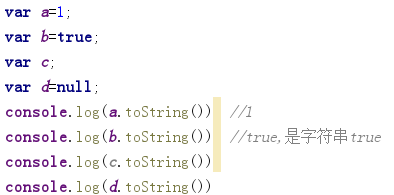 var a=1;
var b=true;
var c;
var d=null;
console.log(a.toString()) //1
console.log(b.toString()) //true,是字符串true
console.log(c.toString())
console.log(d.toString())